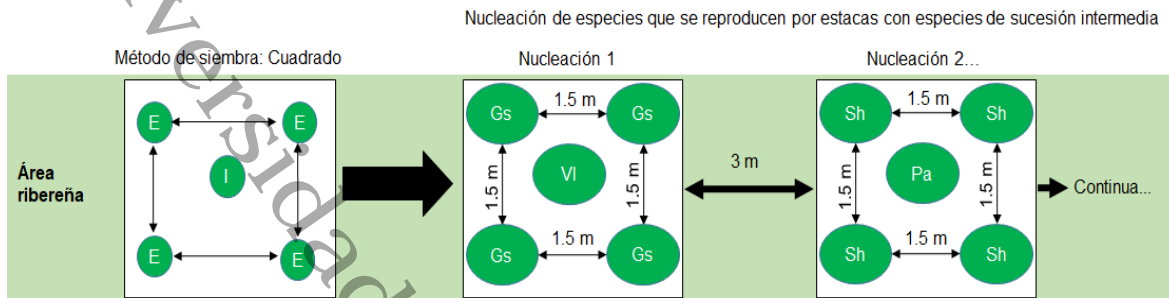 Nucleación de especies que se reproducen por estacas con especies de sucesión intermedia
Método de siembra: Cuadrado
Nucleación 1
Nucleación 2...
Área
ribereña
E
E
I
E
E
Gs
1.5 m
Gs
1.5 m
Vl
1.5 m
Gs
1.5 m
Gs
3 m
Sh
1.5 m
Sh
1.5 m
Pa
1.5 m
Sh
1.5 m
Sh
Continua...